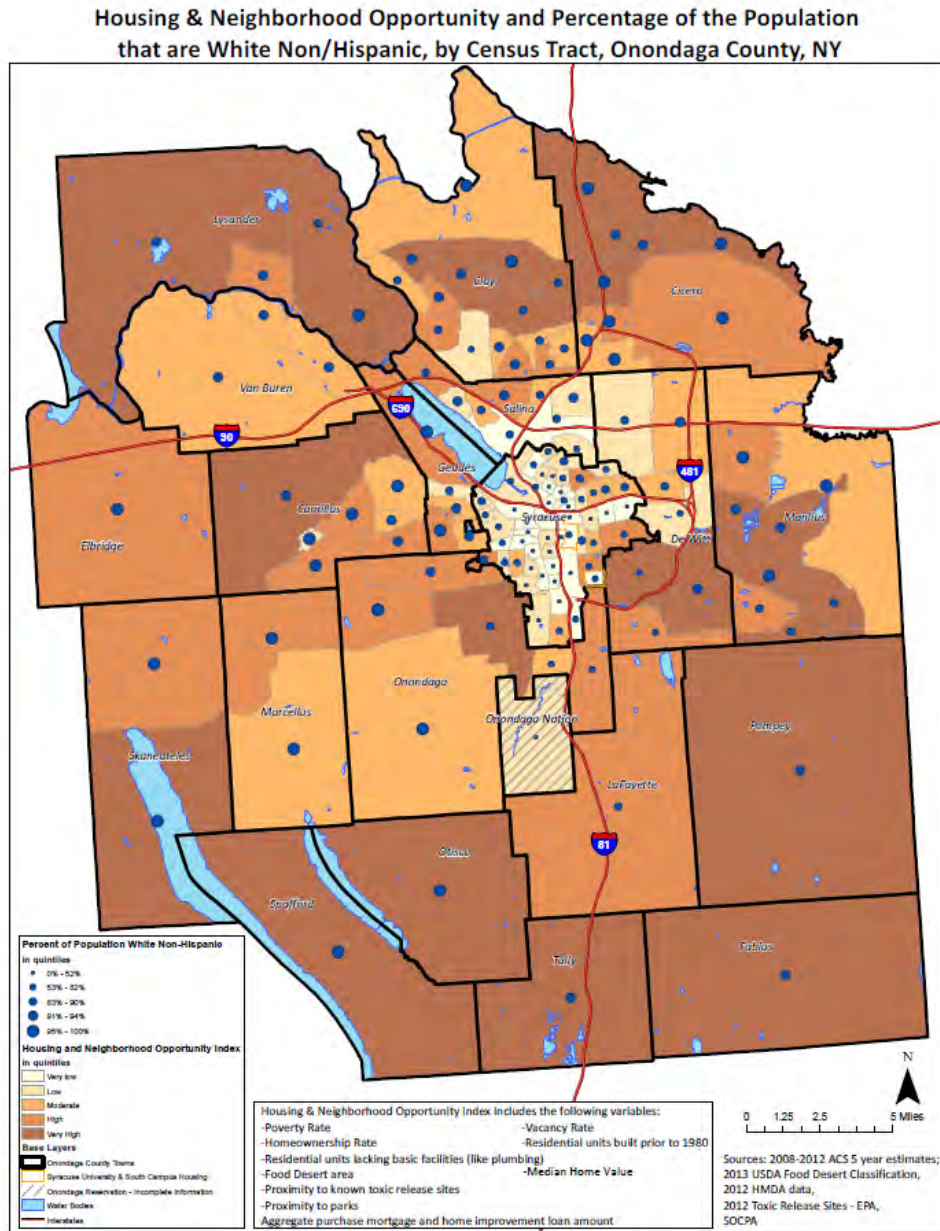 Housing & Neighborhood Opportunity and Percentage of the Population
that are White Non/Hispanic, by Census Tract, Onondaga County, NY
Lysander
Clay
Cicero
Van Buren
690
Salina
90
Geddes
481
Camillus
Syracuse
Manlius
Elbridge
De Witt
Onondaga
Marcellus
Onondaga Nation
Pompey
Skaneateles
LaFayette
81
Otisco
Spafford
Tully
Fabius
Percent of Population White Non-Hispanic
in quintiles
0% - 52%
53% - 82%
83% - 90%
91% - 94%
95% - 100%
Housing and Neighborhood Opportunity Index
in quintiles
Very low
Low
Moderate
High
Very High
Base Layers
Onondaga County Towns
Syracuse University & South Campus Housing
Onondaga Reservation - Incomplete Information
Water Bodies
Interstates
Housing & Neighborhood Opportunity Index includes the following variables:
-Poverty Rate
-Vacancy Rate
-Homeownership Rate
-Residential units built prior to 1980
-Residential units lacking basic facilities (like plumbing)
-Food Desert area
-Median Home Value
-Proximity to known toxic release sites
-Proximity to parks
Aggregate purchase mortgage and home improvement loan amount
N
0 1.25 2.5 5 Miles
Sources: 2008-2012 ACS 5 year estimates;
2013 USDA Food Desert Classification,
2012 HMDA data,
2012 Toxic Release Sites - EPA,
SOCPA